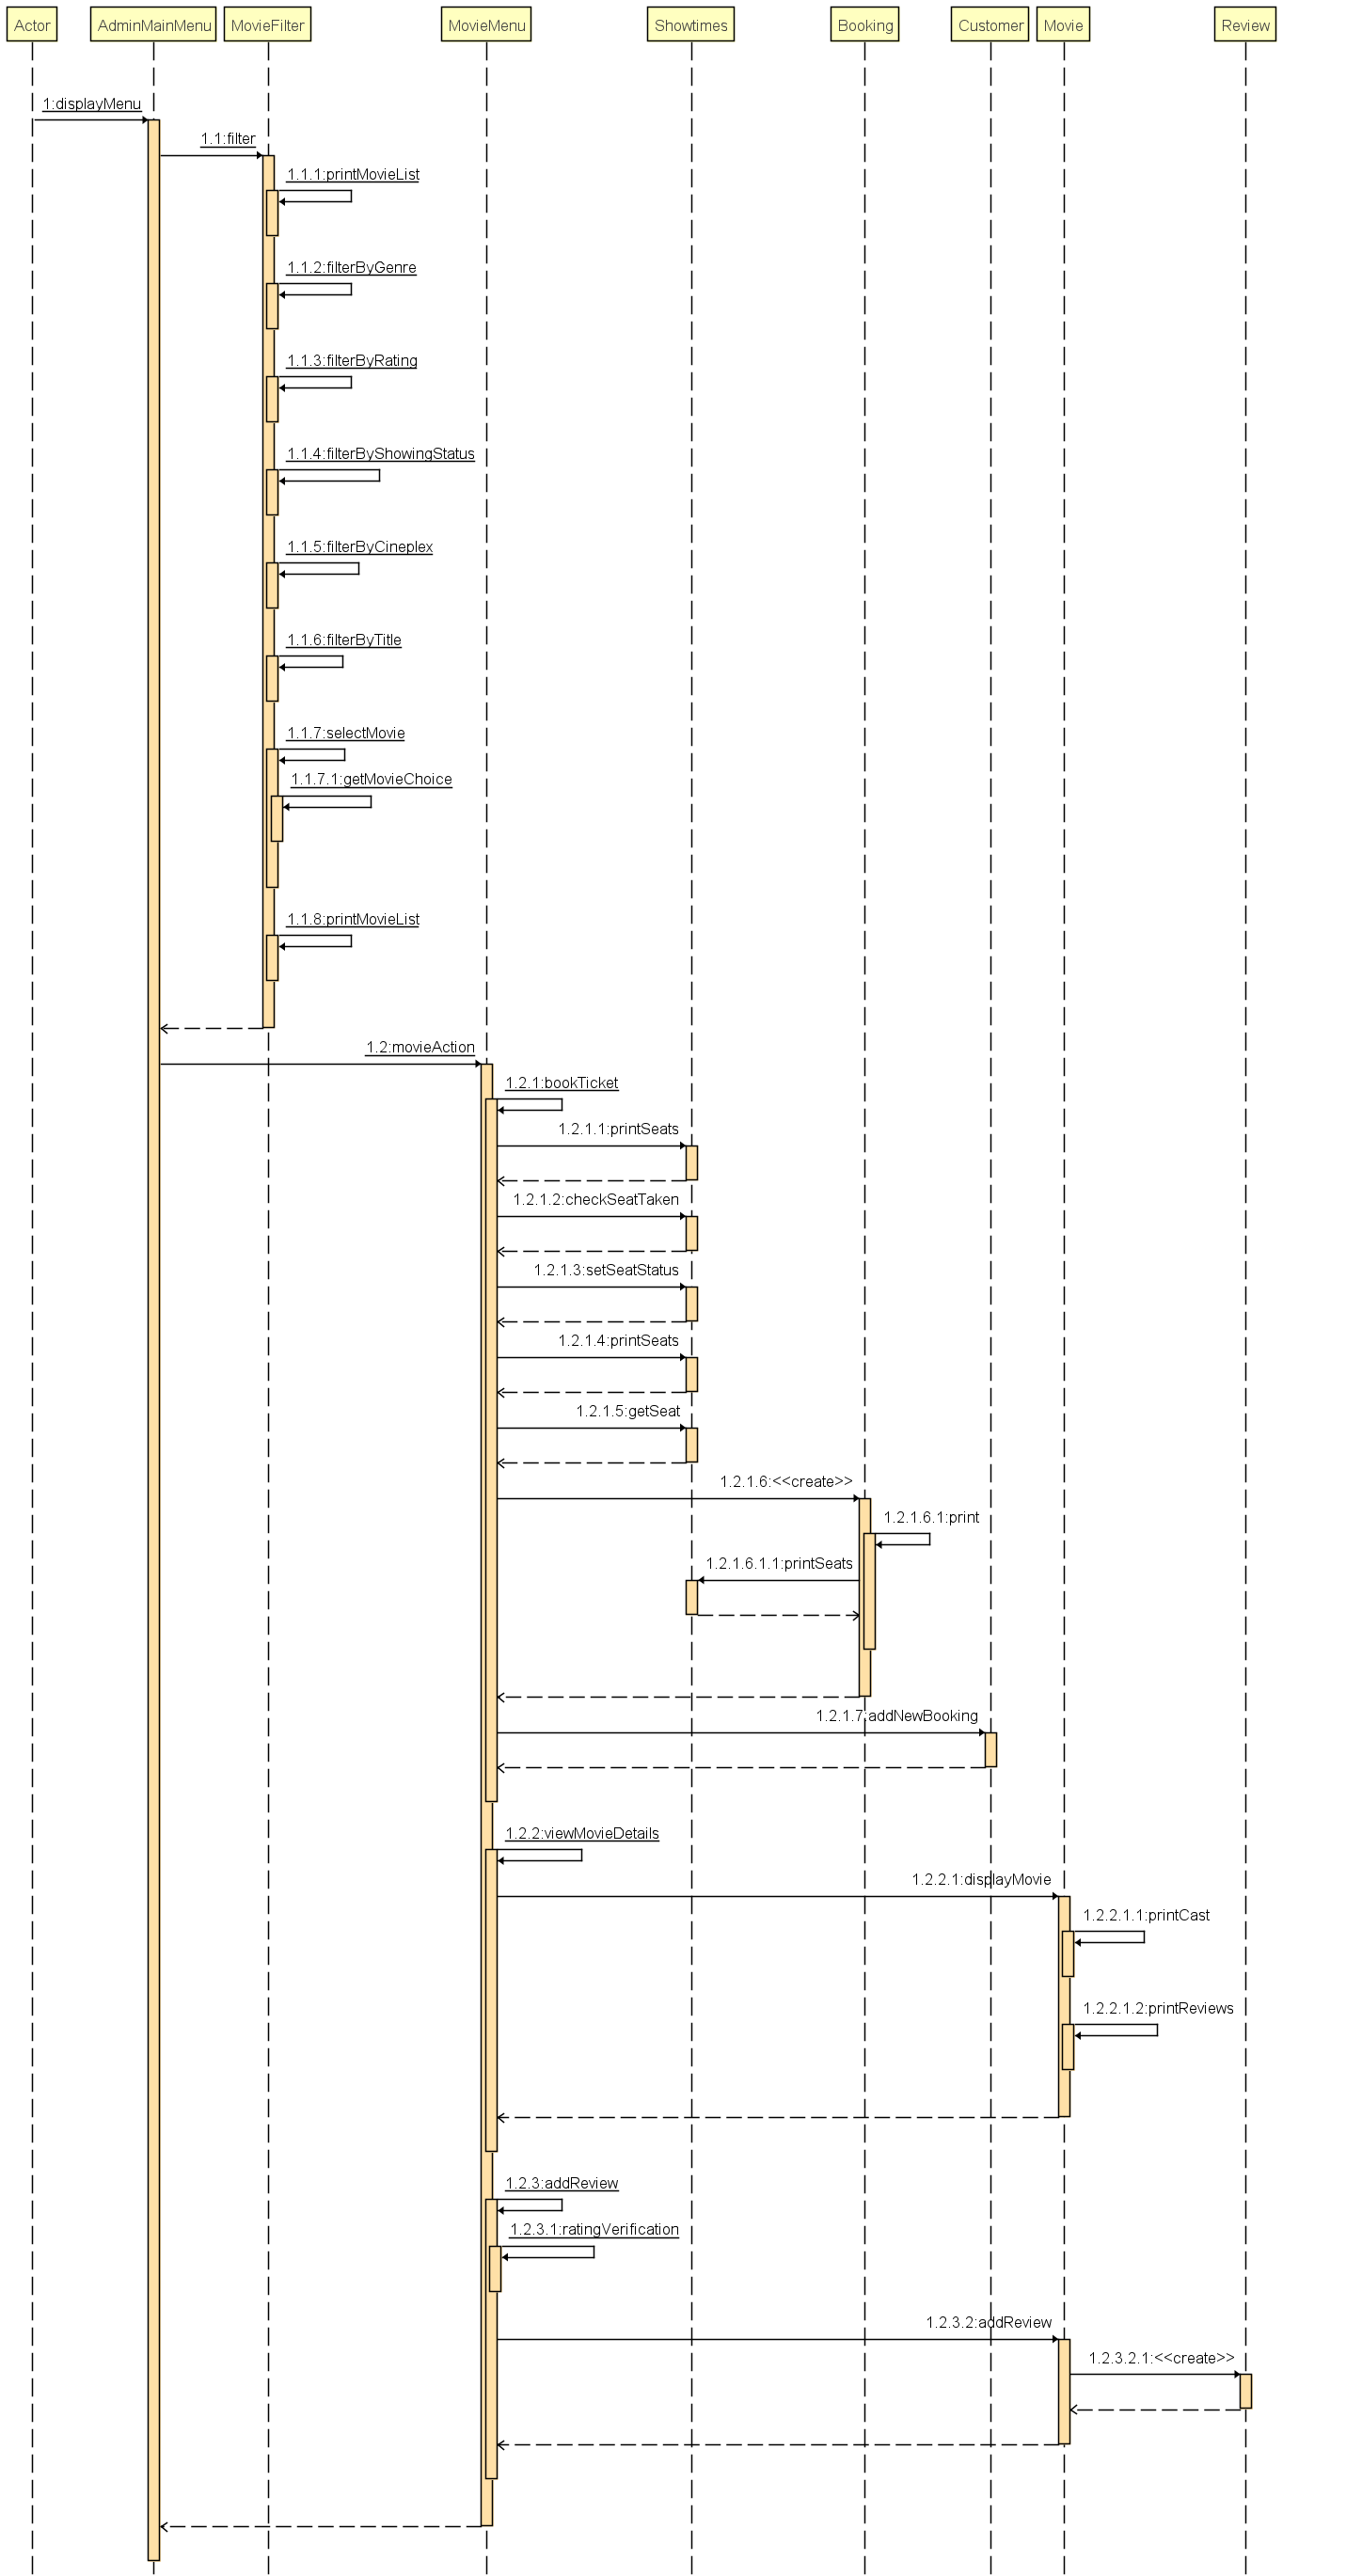 Actor
AdminMainMenu
MovieFilter
MovieMenu
Showtimes
Booking
Customer
Movie
Review
1:displayMenu
1.1:filter
1.1.1:printMovieList
1.1.2:filterByGenre
1.1.3:filterByRating
1.1.4:filterByShowingStatus
1.1.5:filterByCineplex
1.1.6:filterByTitle
1.1.7:selectMovie
1.1.7.1:getMovieChoice
1.1.8:printMovieList
1.2:movieAction
1.2.1:bookTicket
1.2.1.1:printSeats
1.2.1.2:checkSeatTaken
1.2.1.3:setSeatStatus
1.2.1.4:printSeats
1.2.1.5:getSeat
1.2.1.6:<<create>>
1.2.1.6.1:print
1.2.1.6.1.1:printSeats
1.2.1.7:addNewBooking
1.2.2:viewMovieDetails
1.2.2.1:displayMovie
1.2.2.1.1:printCast
1.2.2.1.2:printReviews
1.2.3:addReview
1.2.3.1:ratingVerification
1.2.3.2:addReview
1.2.3.2.1:<<create>>